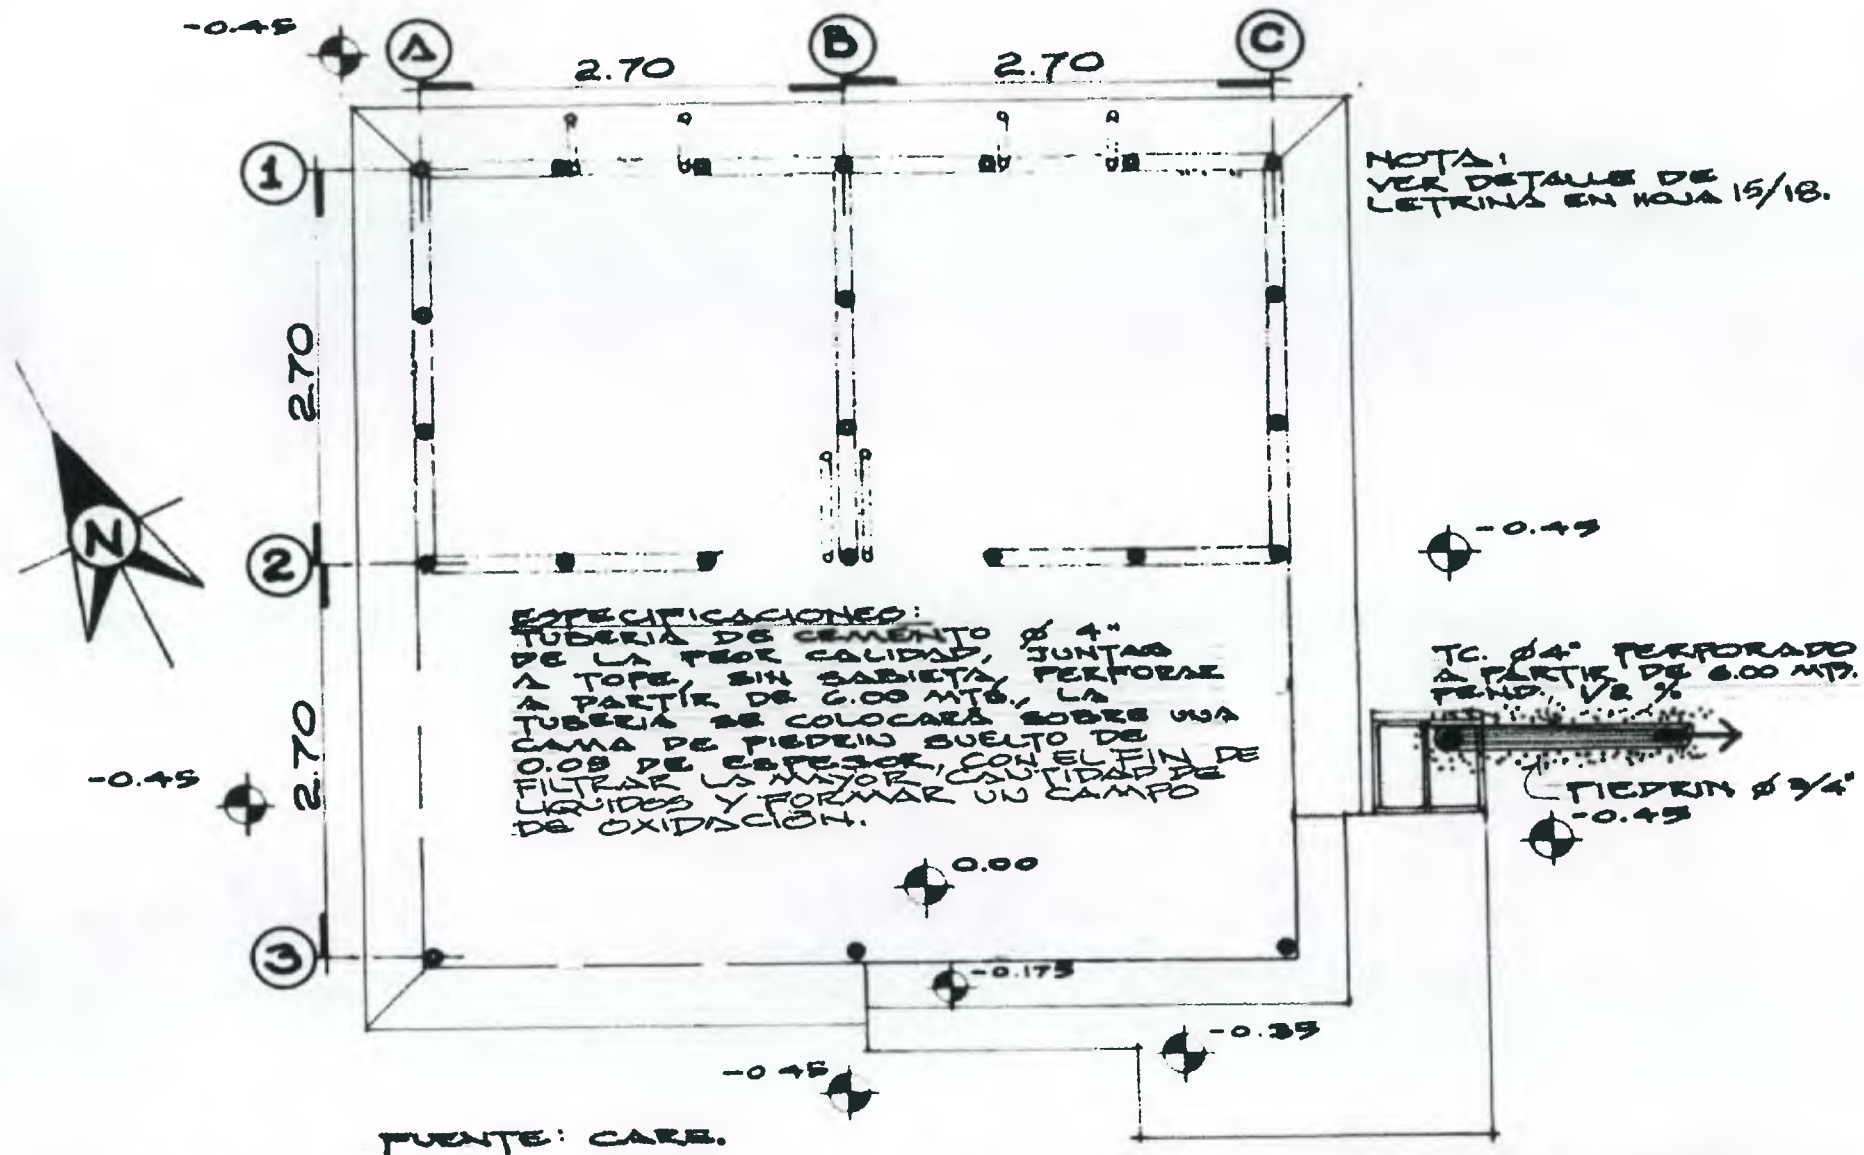 -0.45
A
B
C
2.70
2.70
1
NOTA:
VER DETALLE DE
LETRINA EN HOJA 15/18.
2.70
N
2
-0.45
ESPECIFICACIONES:
TUBERIA DE CEMENTO Ø 4"
DE LA PEOR CALIDAD, JUNTAS
A TOPE, SIN SABIETA, PERFORAR
A PARTIR DE 6.00 MTS., LA
TUBERIA SE COLOCARÁ SOBRE UNA
CAMA DE PIEDRIN SUELTO DE
DE ESPESOR, CON EL FIN DE
FILTRAR LA MAYOR CANTIDAD DE
LIQUIDOS Y FORMAR UN CAMPO
DE OXIDACIÓN.
TC. Ø4" PERFORADO
A PARTIR DE 6.00 MTS.
PEND. 1/2 %
2.70
-0.45
PIEDRIN Ø 3/4"
-0.45
0.00
3
-0.175
-0.35
-0.45
FUENTE: CARE.